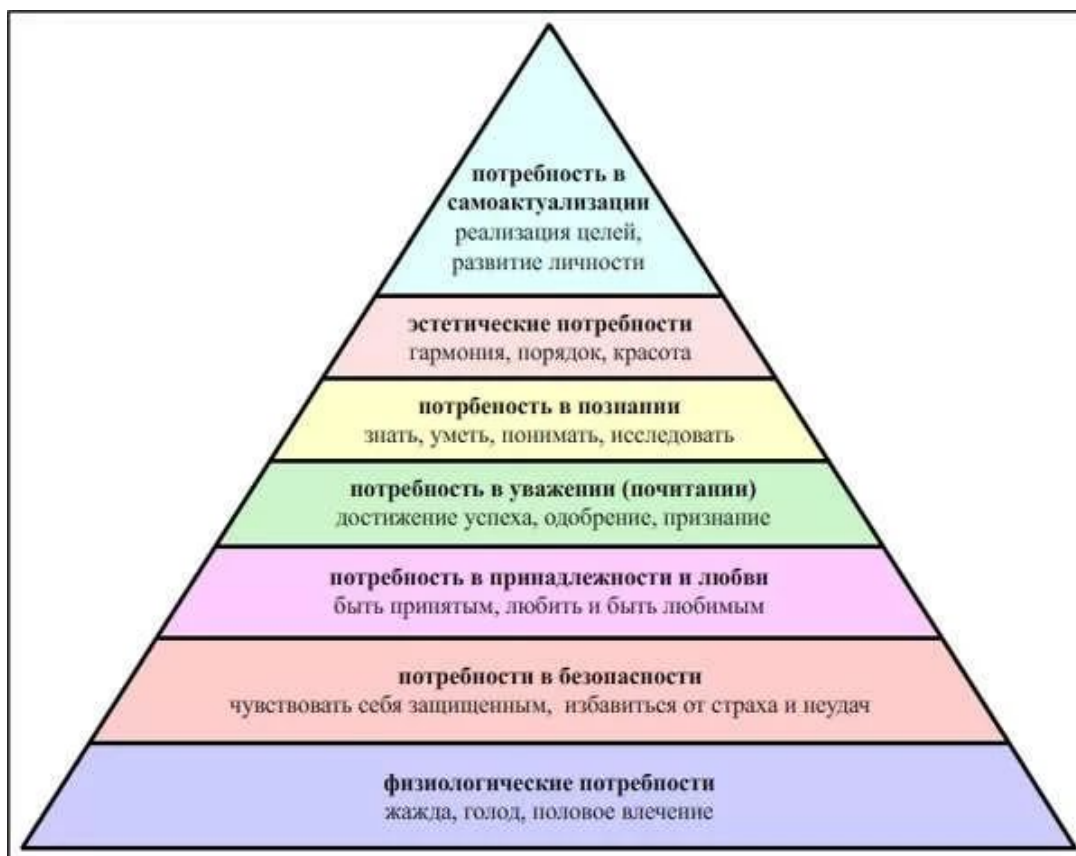 потребность в
самоактуализации
реализация целей,
развитие личности
эстетические потребности
гармония, порядок, красота
потрбеность в познании
знать, уметь, понимать, исследовать
потребность в уважении (почитании)
достижение успеха, одобрение, признание
потребность в принадлежности и любви
быть принятым, любить и быть любимым
потребности в безопасности
чувствовать себя защищенным, избавиться от страха и неудач
физиологические потребности
жажда, голод, половое влечение